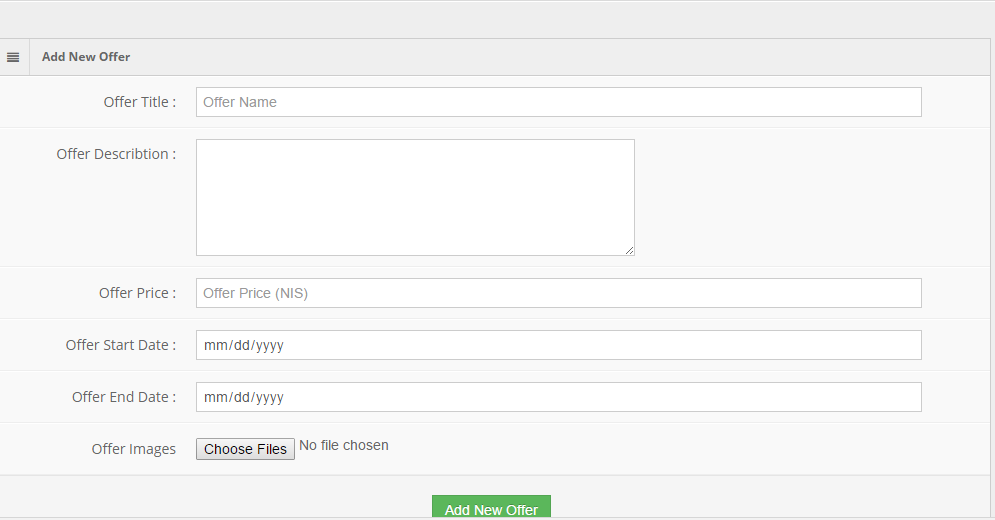 Add New Offer
Offer Title : Offer Name
Offer Describtion :
Offer Price : Offer Price (NIS)
Offer Start Date : mm/dd/yyyy
Offer End Date : mm/dd/yyyy
Offer Images Choose Files No file chosen
Add New Offer